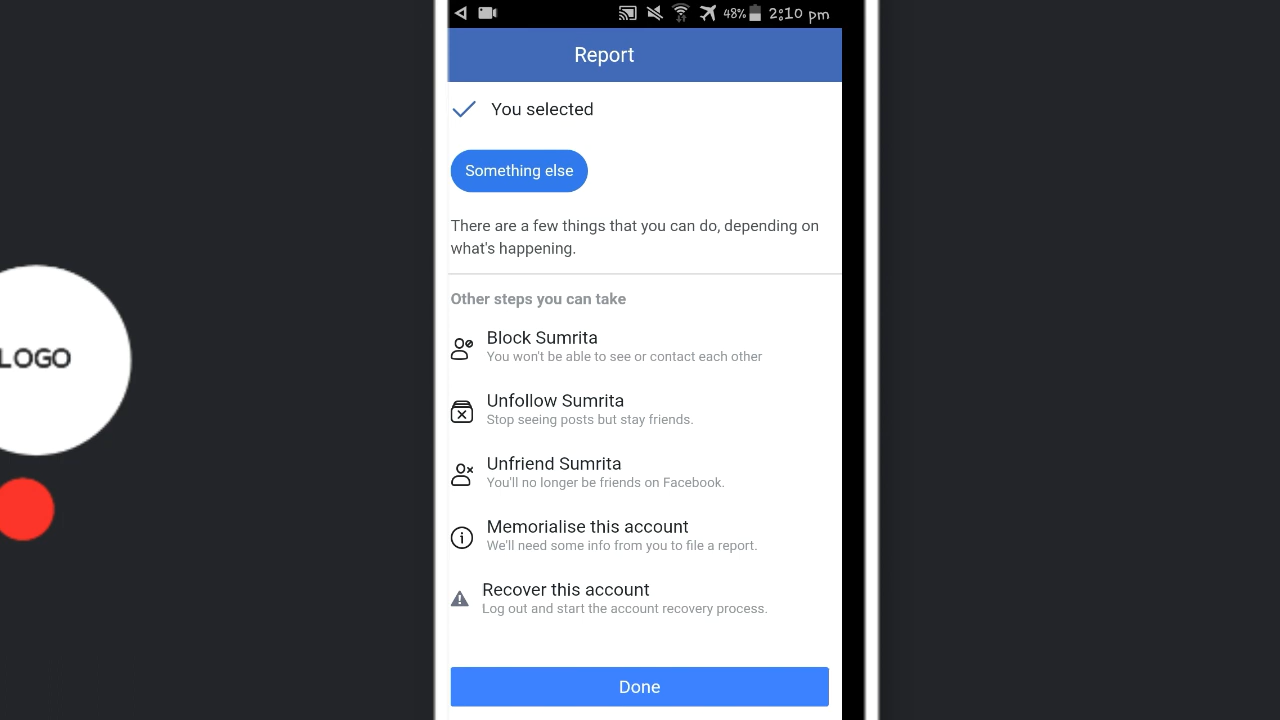 48% 2:10 pm
Report
You selected
Something else
There are a few things that you can do, depending on
what's happening.
Other steps you can take
Block Sumrita
You won't be able to see or contact each other
Unfollow Sumrita
Stop seeing posts but stay friends.
Unfriend Sumrita
You'll no longer be friends on Facebook.
Memorialise this account
We'll need some info from you to file a report.
Recover this account
Log out and start the account recovery process.
Done
LOGO